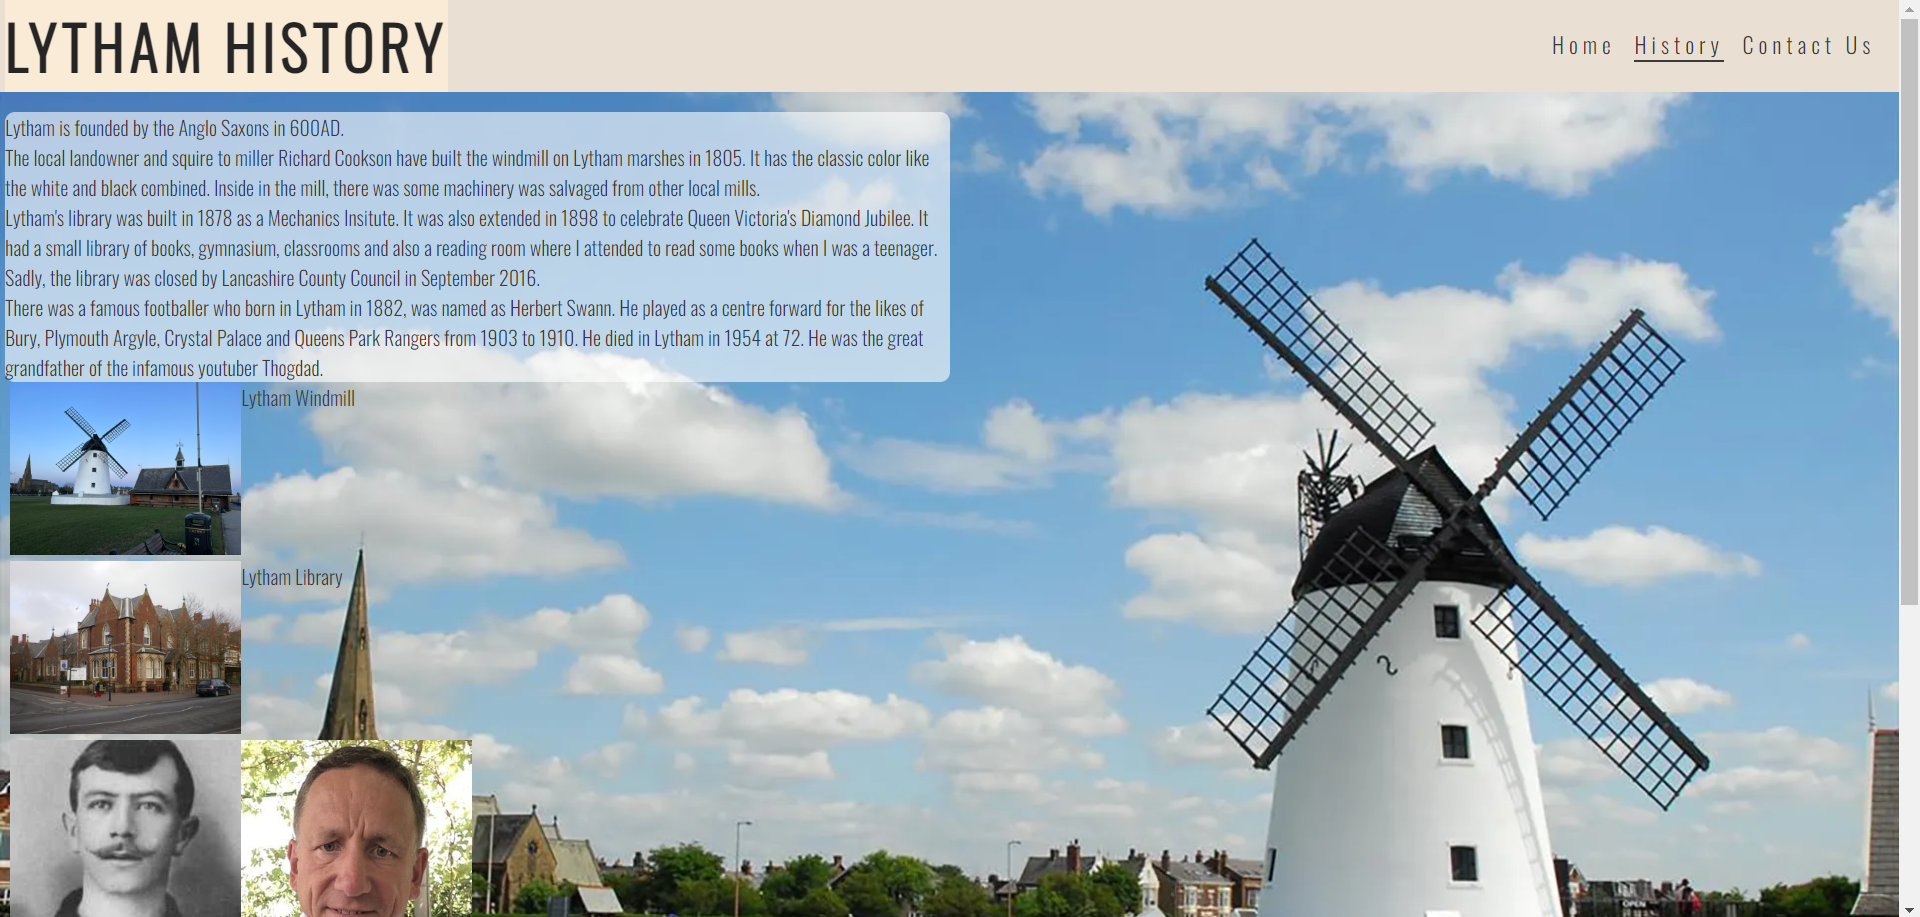 LYTHAM HISTORY
Home History Contact Us
Lytham is founded by the Anglo Saxons in 600AD.
The local landowner and squire to miller Richard Cookson have built the windmill on Lytham marshes in 1805. It has the classic color like
the white and black combined. Inside in the mill, there was some machinery was salvaged from other local mills.
Lytham's library was built in 1878 as a Mechanics Insitute. It was also extended in 1898 to celebrate Queen Victoria's Diamond Jubilee. It
had a small library of books, gymnasium, classrooms and also a reading room where I attended to read some books when I was a teenager.
Sadly, the library was closed by Lancashire County Council in September 2016.
There was a famous footballer who born in Lytham in 1882, was named as Herbert Swann. He played as a centre forward for the likes of
Bury, Plymouth Argyle, Crystal Palace and Queens Park Rangers from 1903 to 1910. He died in Lytham in 1954 at 72. He was the great
grandfather of the infamous youtuber Thogdad.
Lytham Windmill
Lytham Library
OPEN